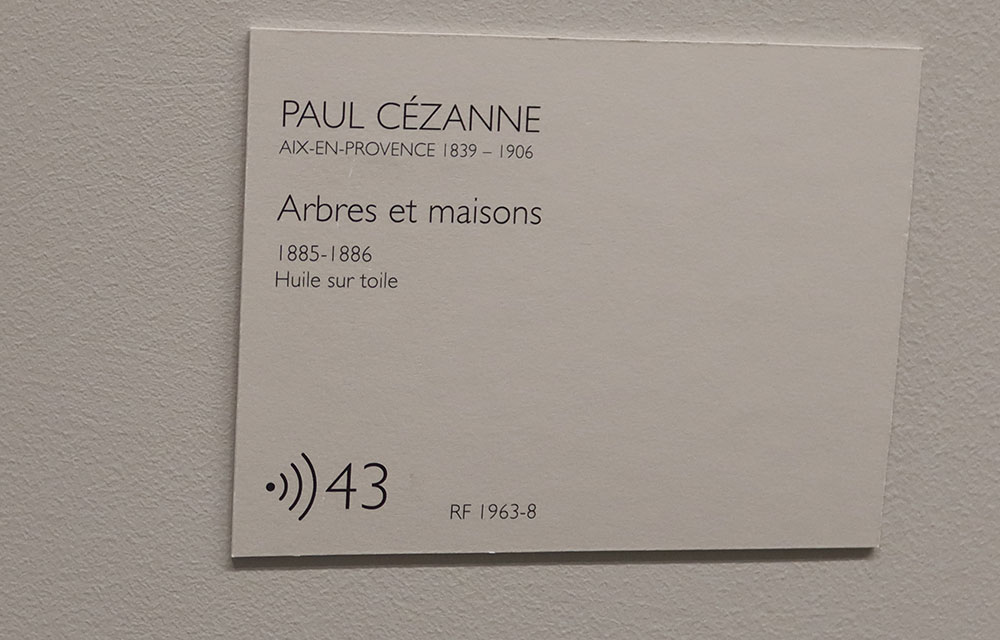 PAUL CÉZANNE
AIX-EN-PROVENCE 1839 – 1906
Arbres et maisons
1885-1886
Huile sur toile
43
RF 1963-8